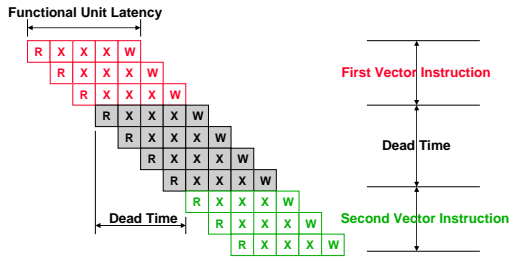 Functional Unit Latency
R X X X W
R X X X W
First Vector Instruction
R X X X W
R X X X W
R X X X W
Dead Time
R X X X W
R X X X W
R X X X W
Dead Time
R X X X W
Second Vector Instruction
R X X X W